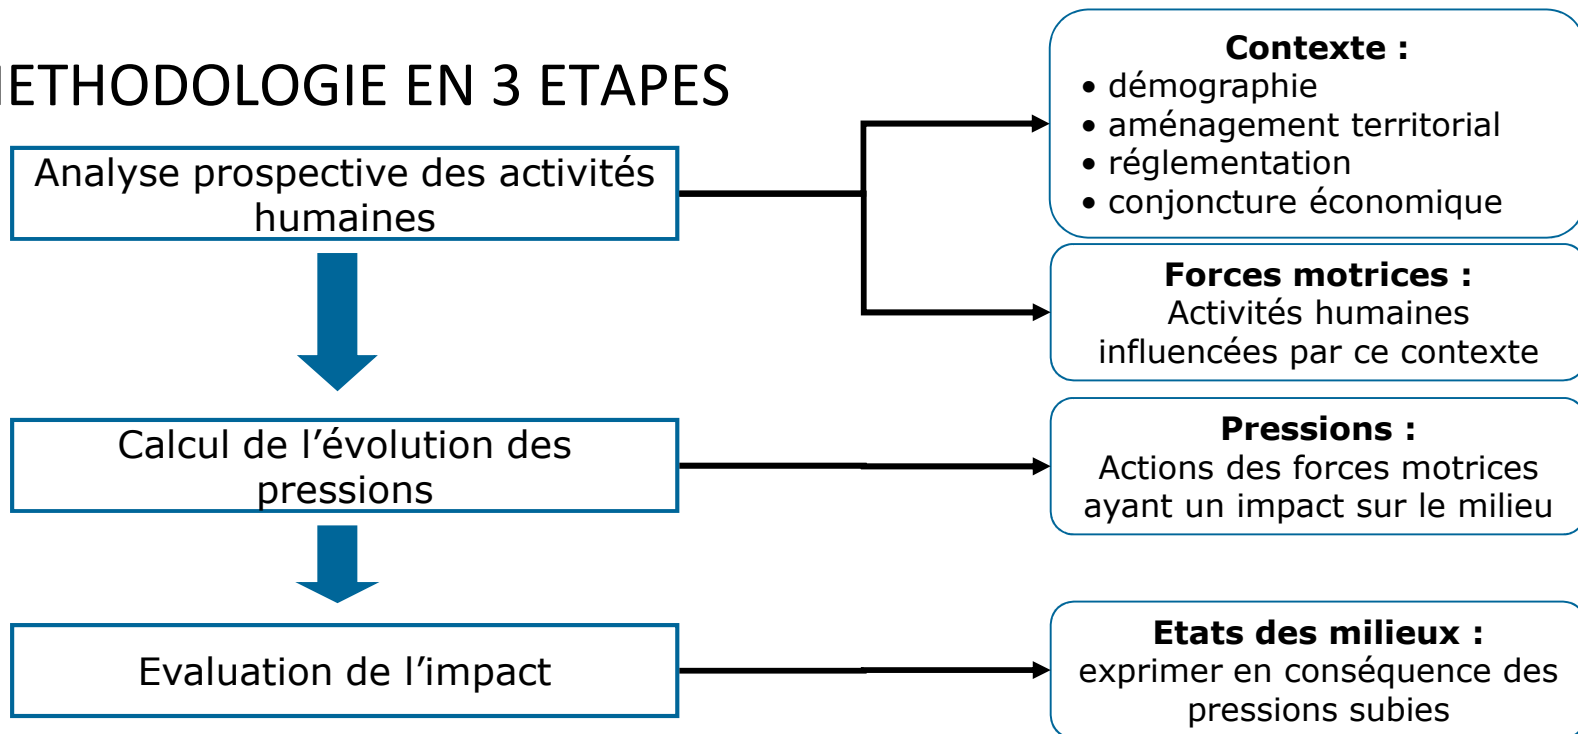 METHODOLOGIE EN 3 ETAPES
Analyse prospective des activités
humaines
Calcul de l’évolution des
pressions
Evaluation de l’impact
Contexte :
• démographie
• aménagement territorial
• réglementation
• conjoncture économique
Forces motrices :
Activités humaines
influencées par ce contexte
Pressions :
Actions des forces motrices
ayant un impact sur le milieu
Etats des milieux :
exprimer en conséquence des
pressions subies